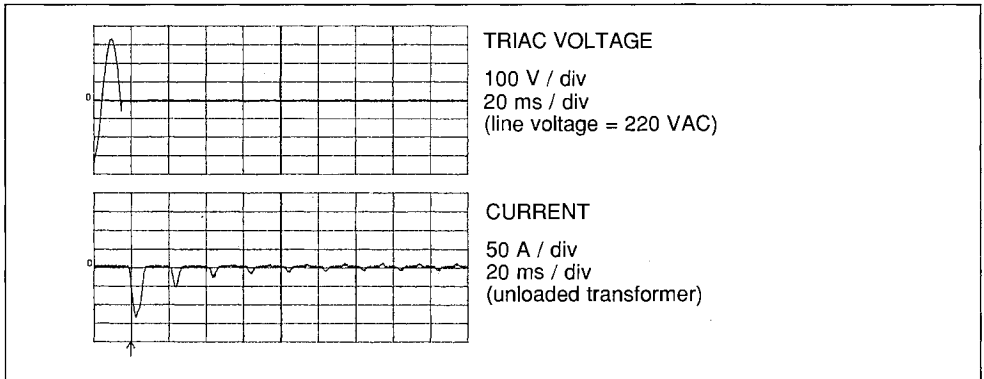 TRIAC VOLTAGE
100 V / div
0
20 ms / div
(line voltage = 220 VAC)
CURRENT
50 A / div
0
20 ms / div
(unloaded transformer)